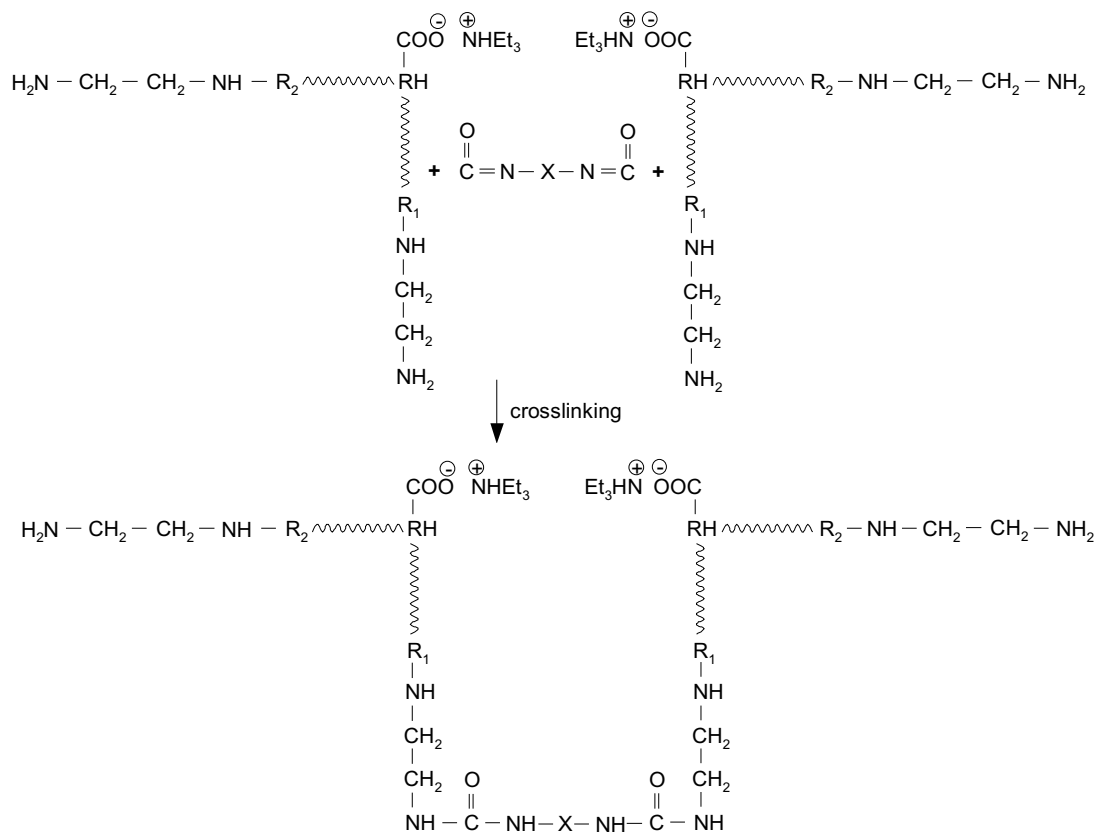 COO⊖ ⊕NHEt₃ Et₃HN⊕ ⊖OOC
H₂N — CH₂ — CH₂ — NH — R₂ RH RH R₂ — NH — CH₂ — CH₂ — NH₂
O O
+ C = N — X — N = C +
R₁ R₁
NH NH
CH₂ CH₂
CH₂ CH₂
NH₂ NH₂
crosslinking
COO⊖ ⊕NHEt₃ Et₃HN⊕ ⊖OOC
H₂N — CH₂ — CH₂ — NH — R₂ RH RH R₂ — NH — CH₂ — CH₂ — NH₂
R₁ R₁
NH NH
CH₂ CH₂
CH₂ O O CH₂
NH — C — NH — X — NH — C — NH